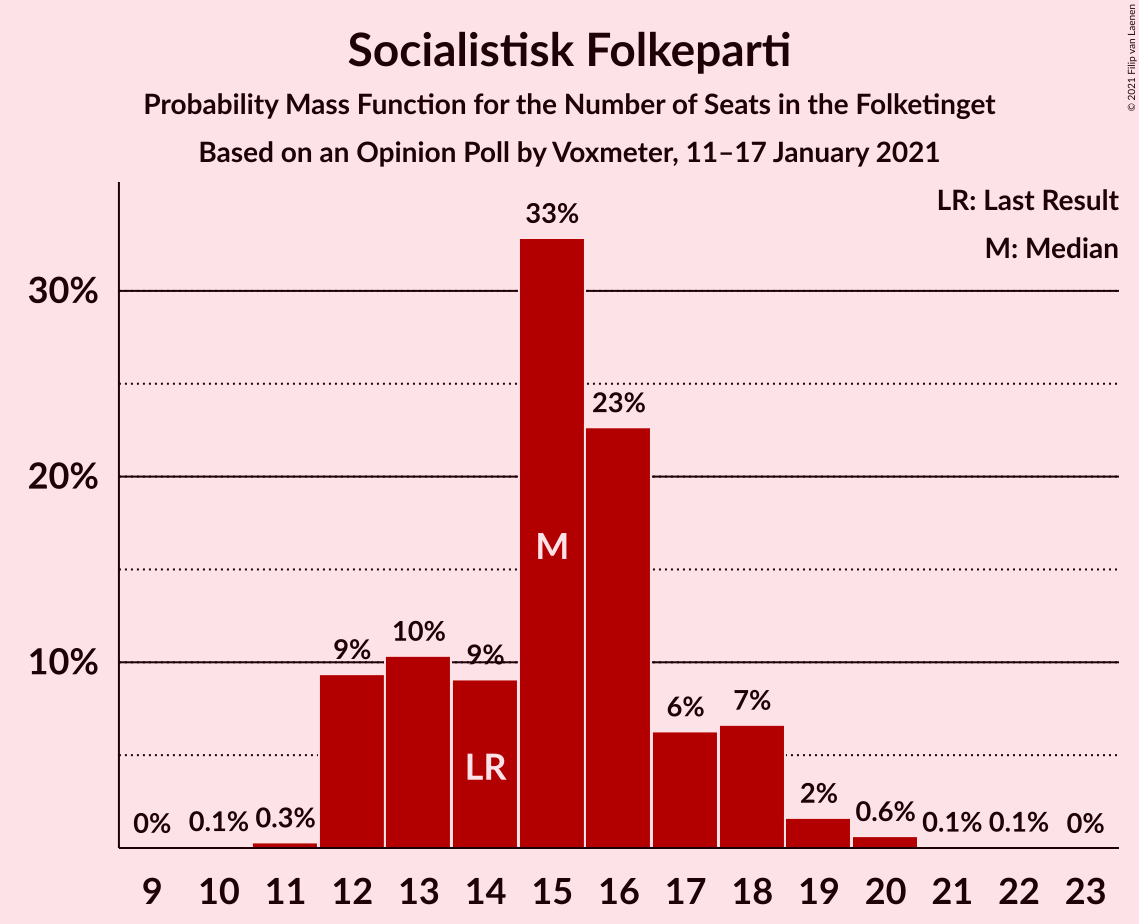 © 2021 Filip van Laenen
Socialistisk Folkeparti
Probability Mass Function for the Number of Seats in the Folketinget
Based on an Opinion Poll by Voxmeter, 11–17 January 2021
LR: Last Result
M: Median
30%
20%
10%
0%
0.1%
0.3%
9%
10%
9%
33%
23%
6%
7%
2%
0.6%
0.1%
0.1%
0%
M
LR
9 10 11 12 13 14 15 16 17 18 19 20 21 22 23